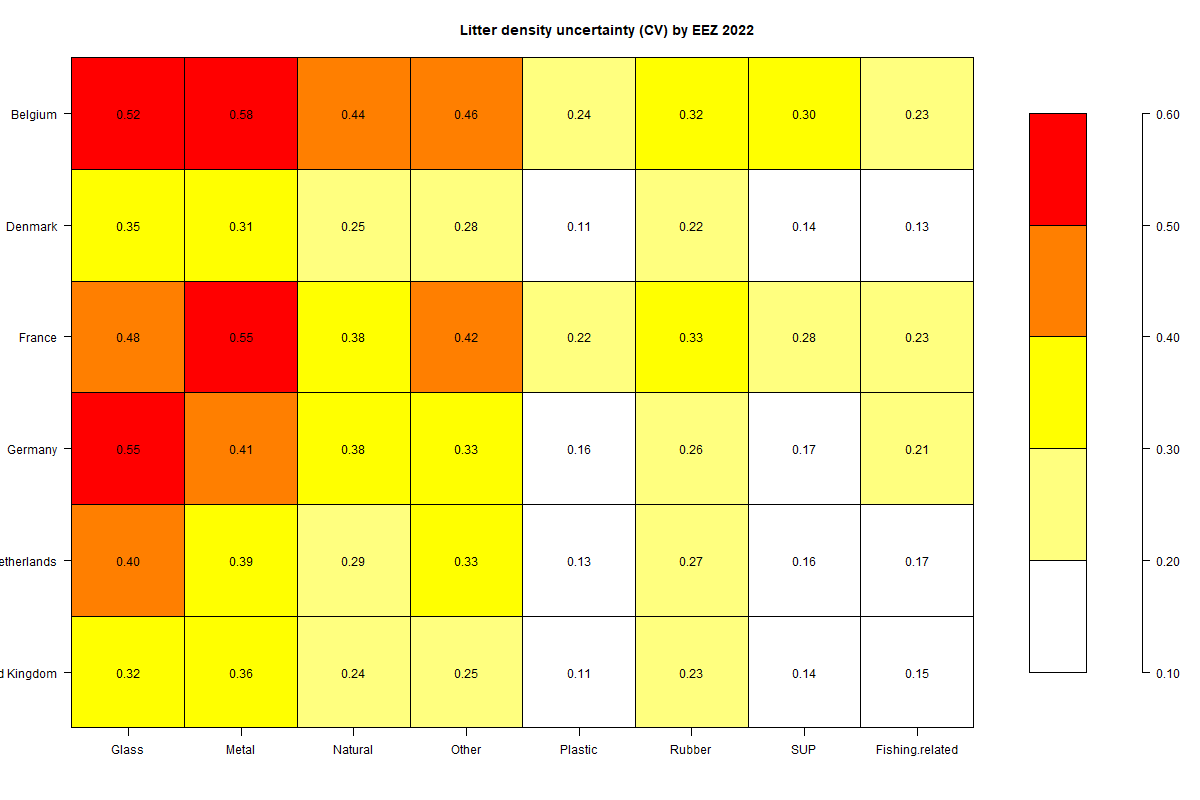 Litter density uncertainty (CV) by EEZ 2022
Belgium 0.52 0.58 0.44 0.46 0.24 0.32 0.30 0.23
Denmark 0.35 0.31 0.25 0.28 0.11 0.22 0.14 0.13
France 0.48 0.55 0.38 0.42 0.22 0.33 0.28 0.23
Germany 0.55 0.41 0.38 0.33 0.16 0.26 0.17 0.21
etherlands 0.40 0.39 0.29 0.33 0.13 0.27 0.16 0.17
d Kingdom 0.32 0.36 0.24 0.25 0.11 0.23 0.14 0.15
Glass Metal Natural Other Plastic Rubber SUP Fishing.related
0.60
0.50
0.40
0.30
0.20
0.10